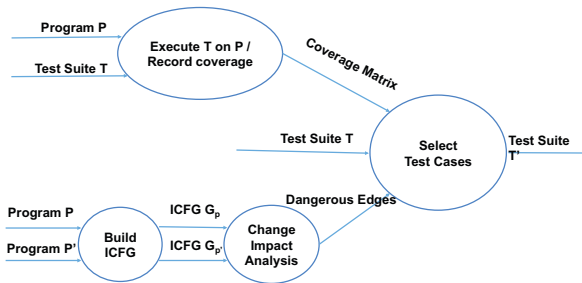 Program P
Execute T on P /
Record coverage
Test Suite T
Coverage Matrix
Test Suite T
Select
Test Cases
Test Suite
T'
Dangerous Edges
Program P
Program P'
Build
ICFG
ICFG Gp
ICFG Gp'
Change
Impact
Analysis